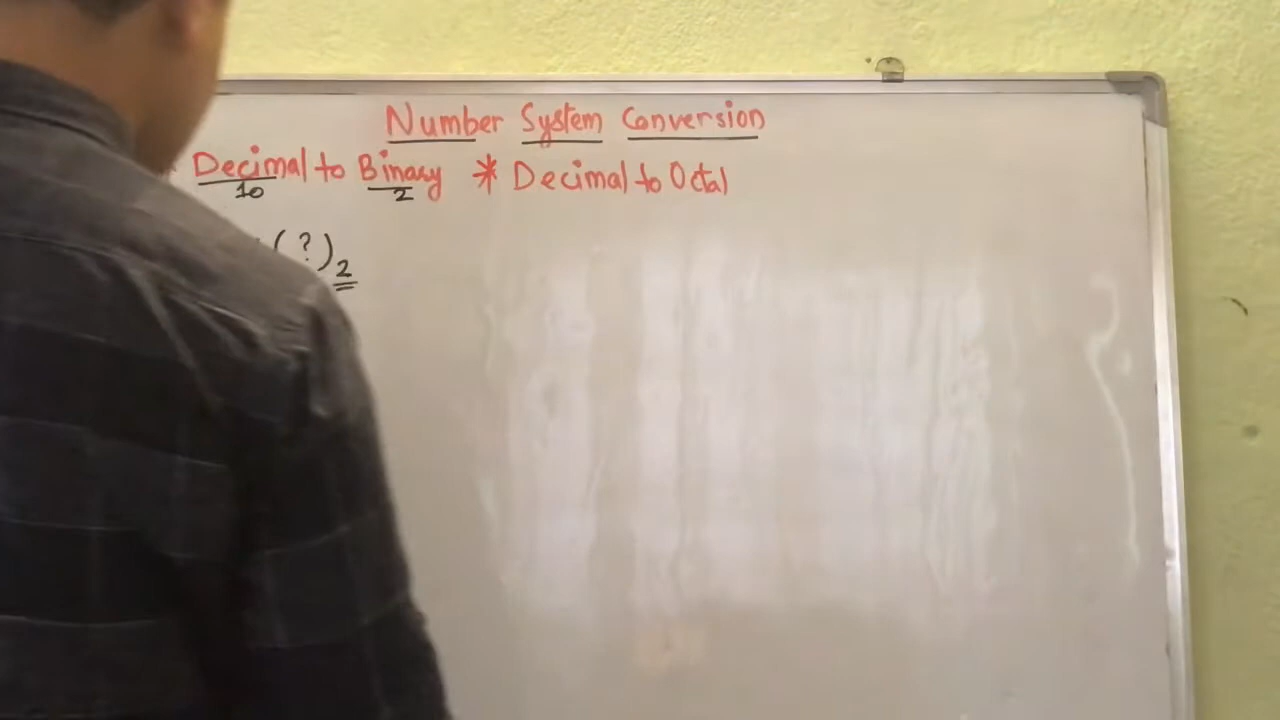 Number System Conversion
* Decimal to Binary * Decimal to Octal
10 2
(?)2